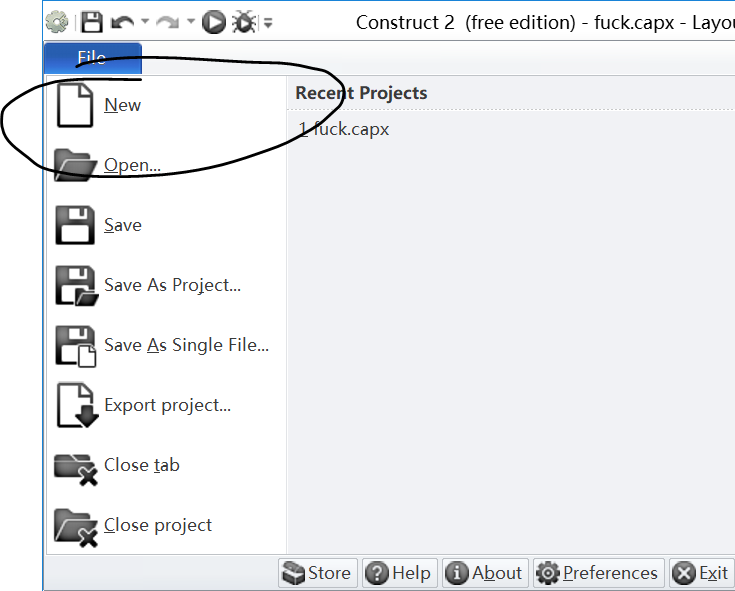 Construct 2 (free edition) - fuck.capx - Layou
File
New
Open...
Save
Save As Project...
Save As Single File...
Export project...
Close tab
Close project
Recent Projects
1 fuck.capx
Store
Help
About
Preferences
Exit